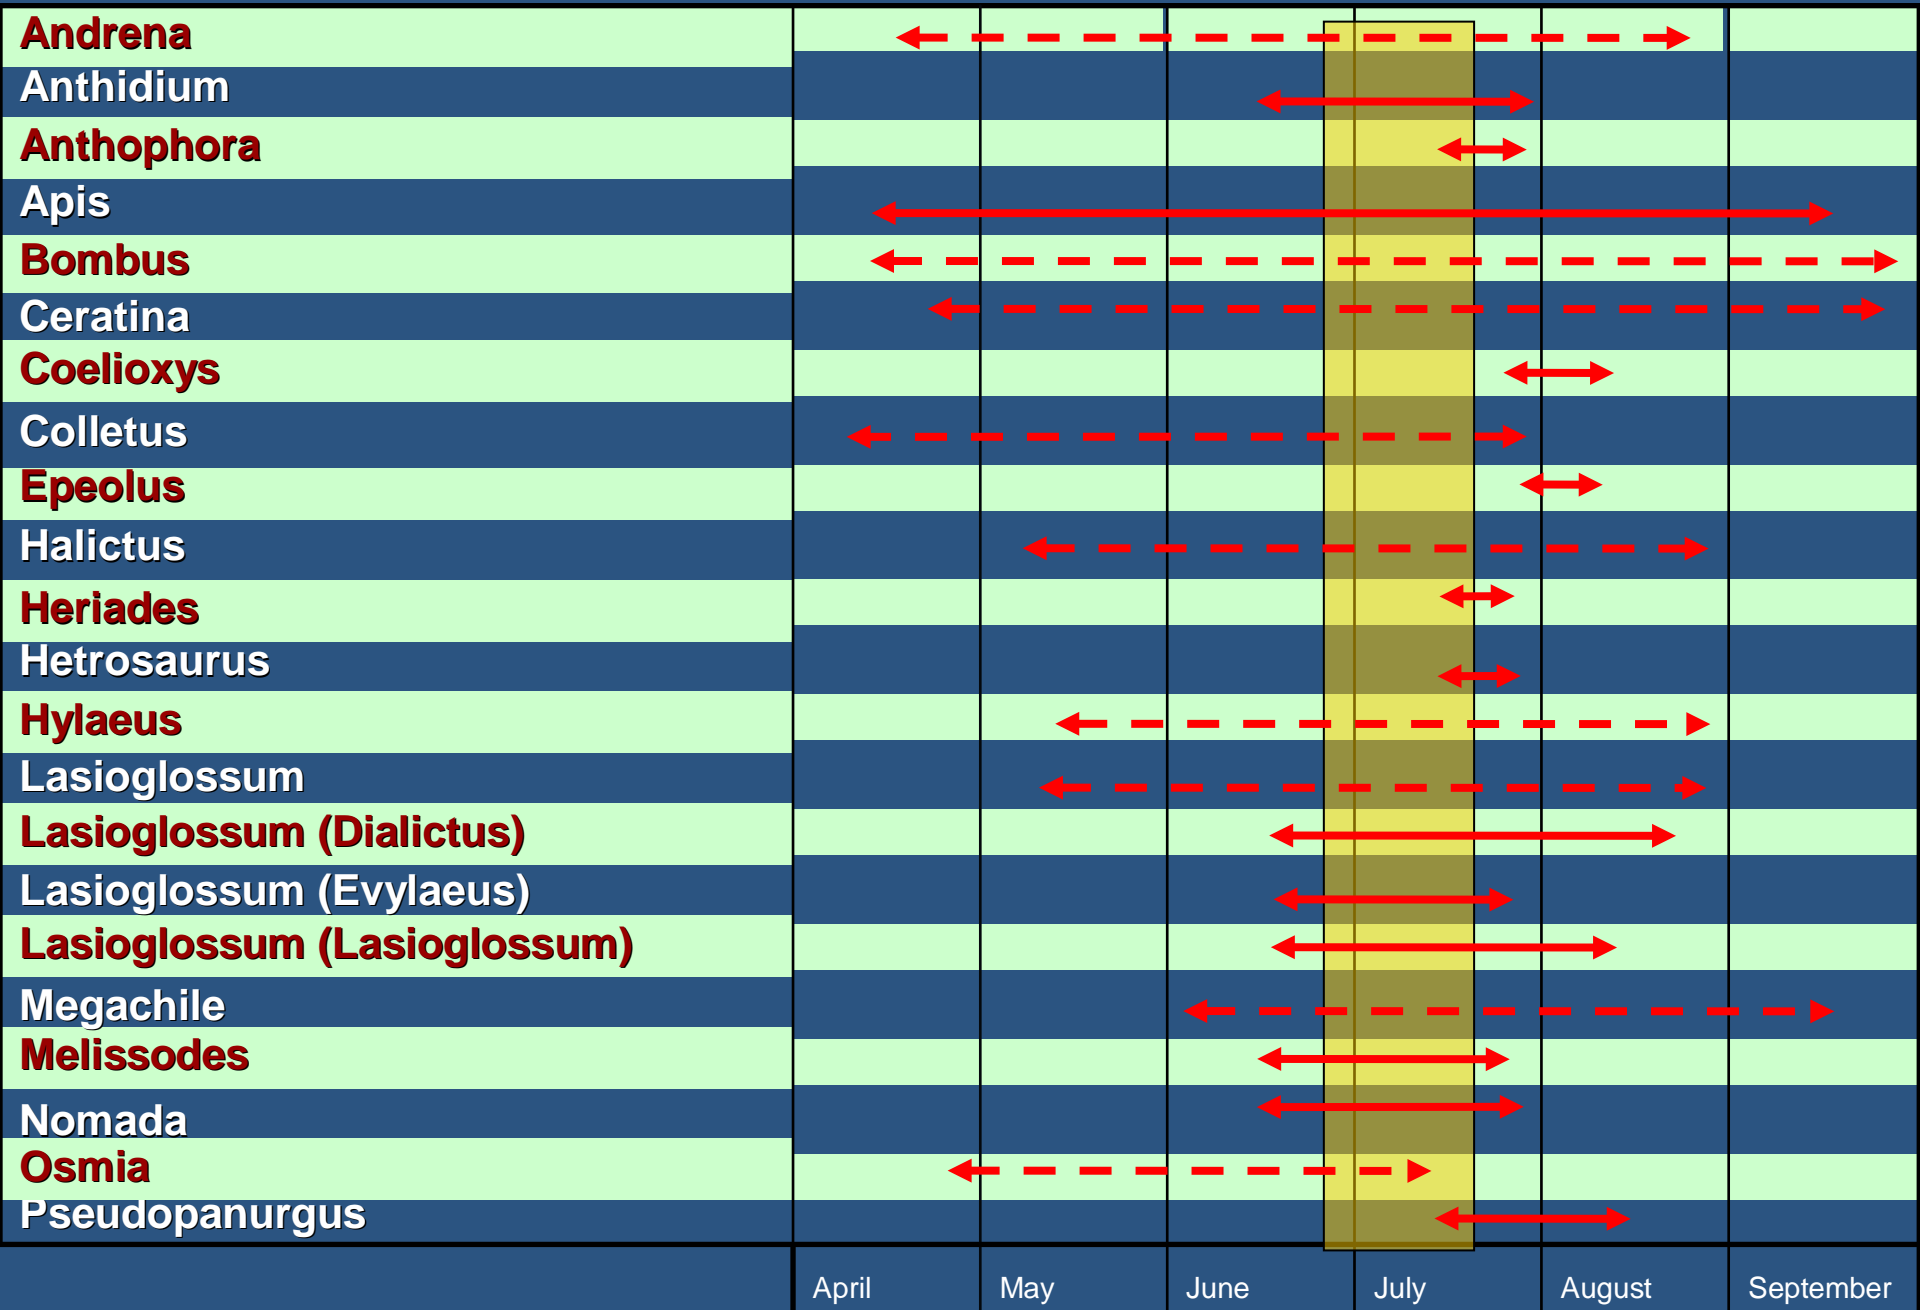 Andrena
Anthidium
Anthophora
Apis
Bombus
Ceratina
Coelioxys
Colletus
Epeolus
Halictus
Heriades
Hetrosaurus
Hylaeus
Lasioglossum
Lasioglossum (Dialictus)
Lasioglossum (Evylaeus)
Lasioglossum (Lasioglossum)
Megachile
Melissodes
Nomada
Osmia
Pseudopanurgus
April May June July August September